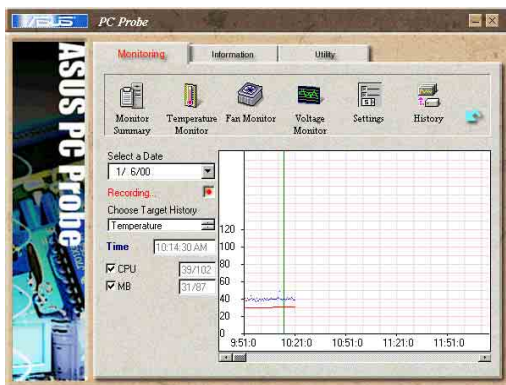 ASUS
PC Probe
Monitoring
Information
Utility
ASUS PC Probe
Monitor
Summary
Temperature
Monitor
Fan Monitor
Voltage
Monitor
Settings
History
Select a Date
1/ 6/00
Recording...
Choose Target History
Temperature
Time
10:14:30 AM
CPU
39/102
MB
31/87
120
100
80
60
40
20
0
9:51:0
10:21:0
10:51:0
11:21:0
11:51:0